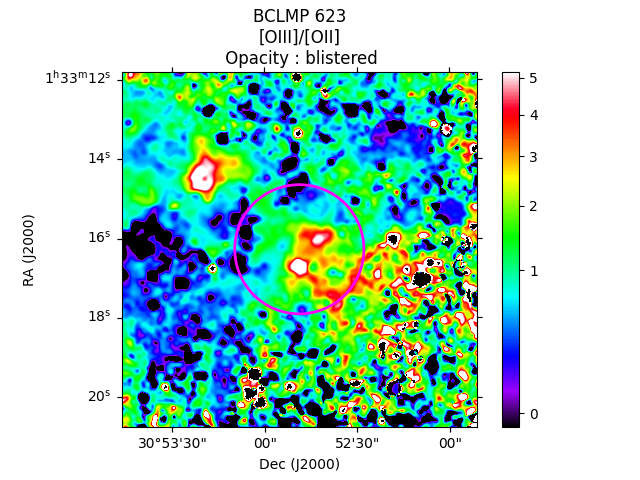 BCLMP 623
[OIII]/[OII]
Opacity : blistered
1ʰ33ᵐ12ˢ
14ˢ
16ˢ
18ˢ
20ˢ
RA (J2000)
30°53'30" 00" 52'30" 00"
Dec (J2000)
5
4
3
2
1
0